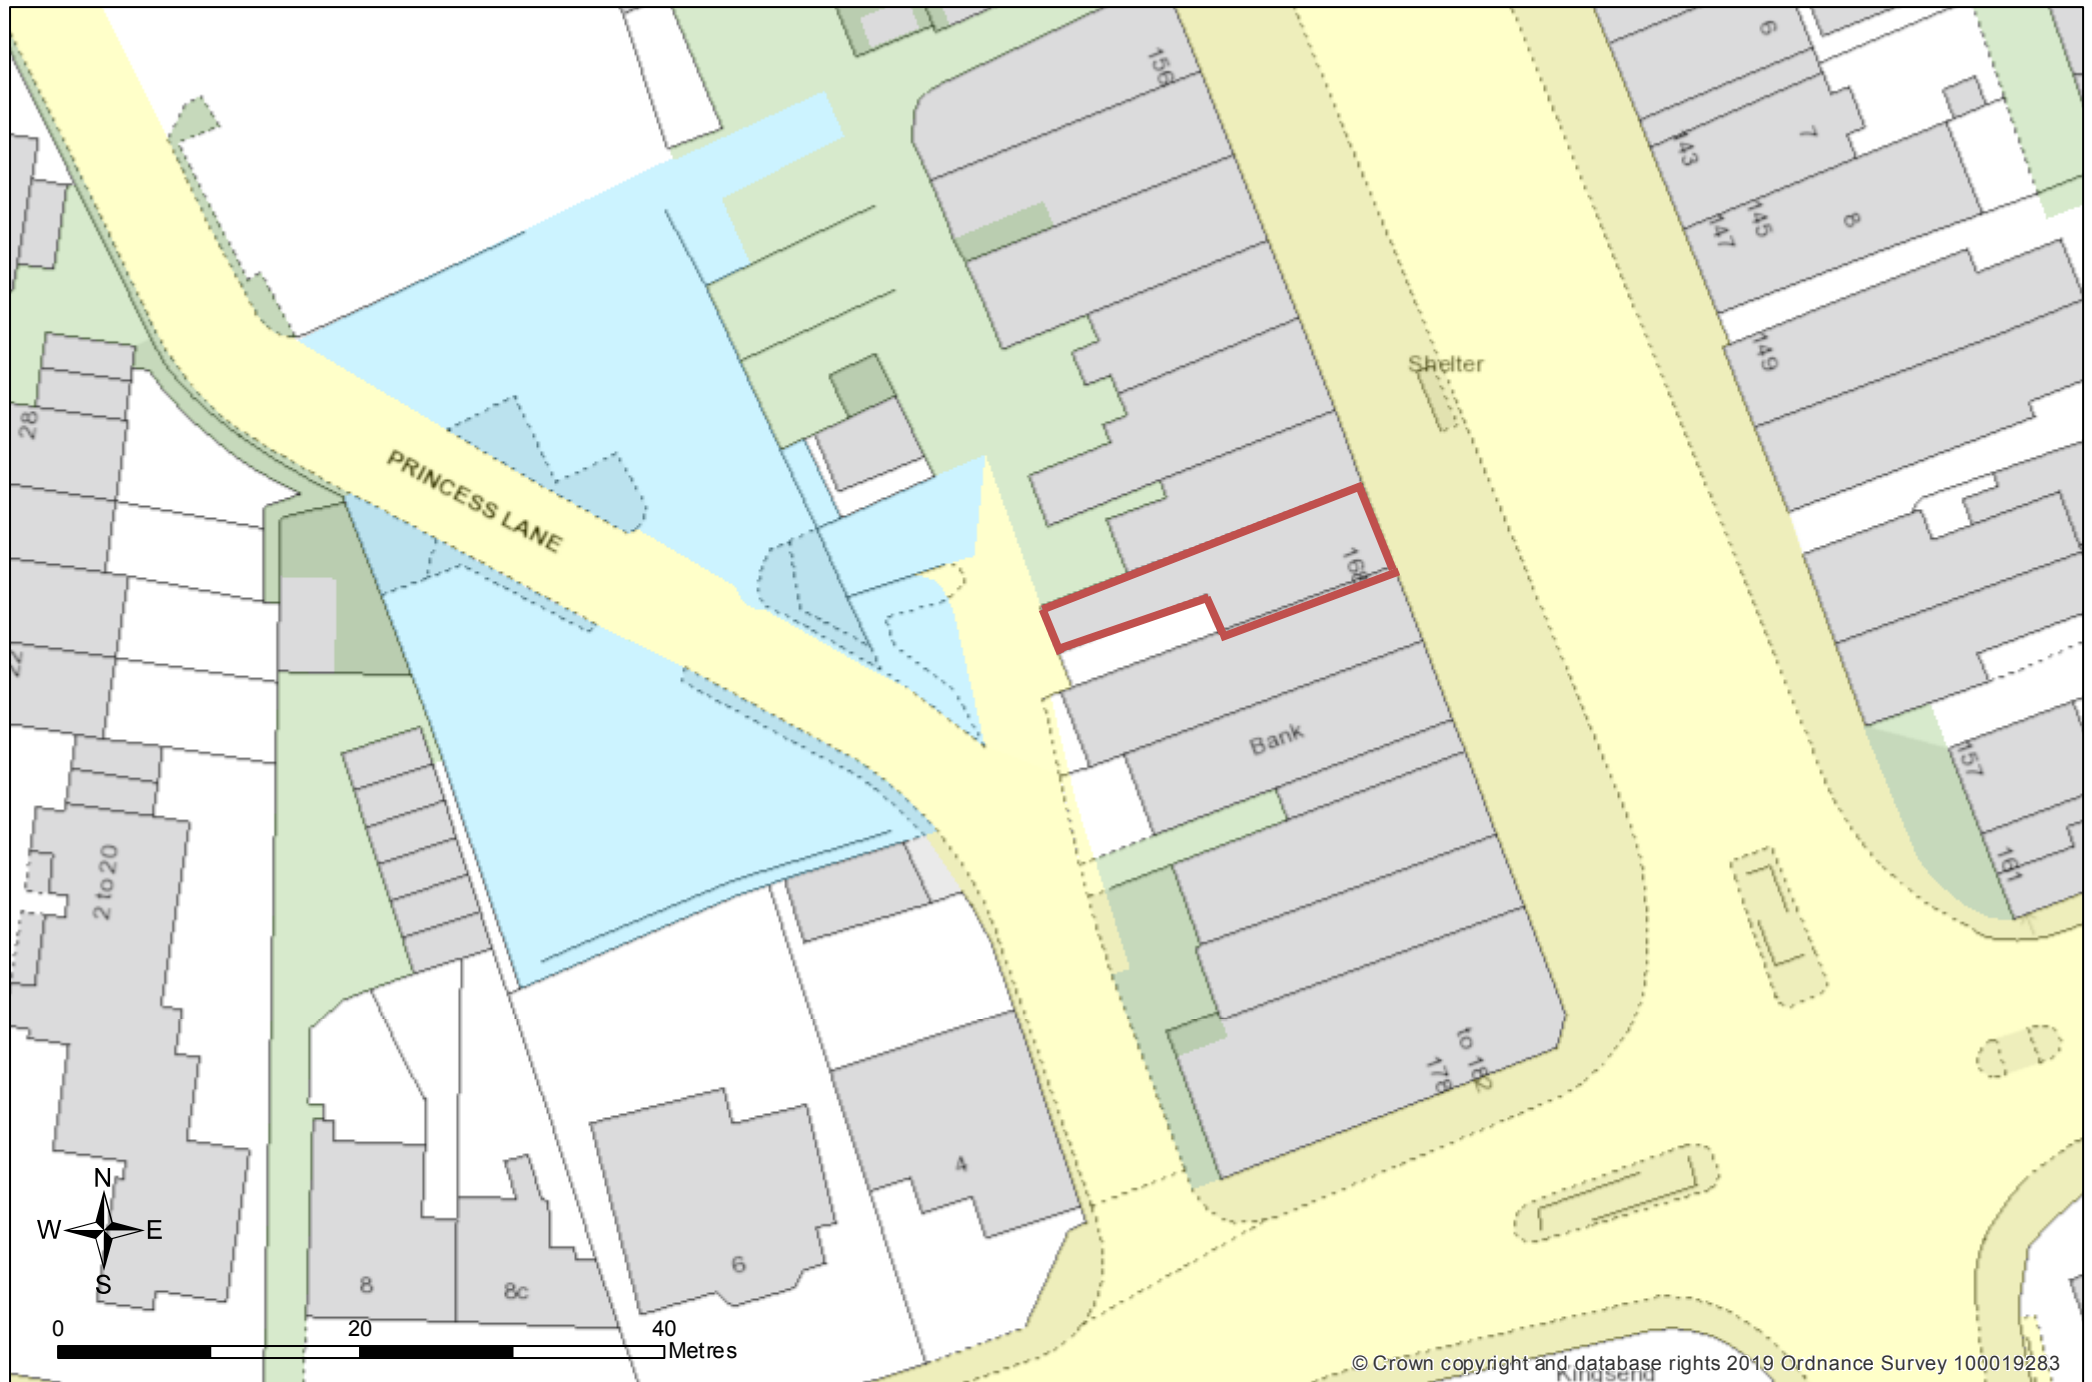 156
6
143
7
145
147
8
149
Shelter
28
PRINCESS LANE
168
22
Bank
157
161
2 to 20
to 182
178
4
N
W E
S
6
8
8c
0 20 40
Metres
© Crown copyright and database rights 2019 Ordnance Survey 100019283
Kingsend